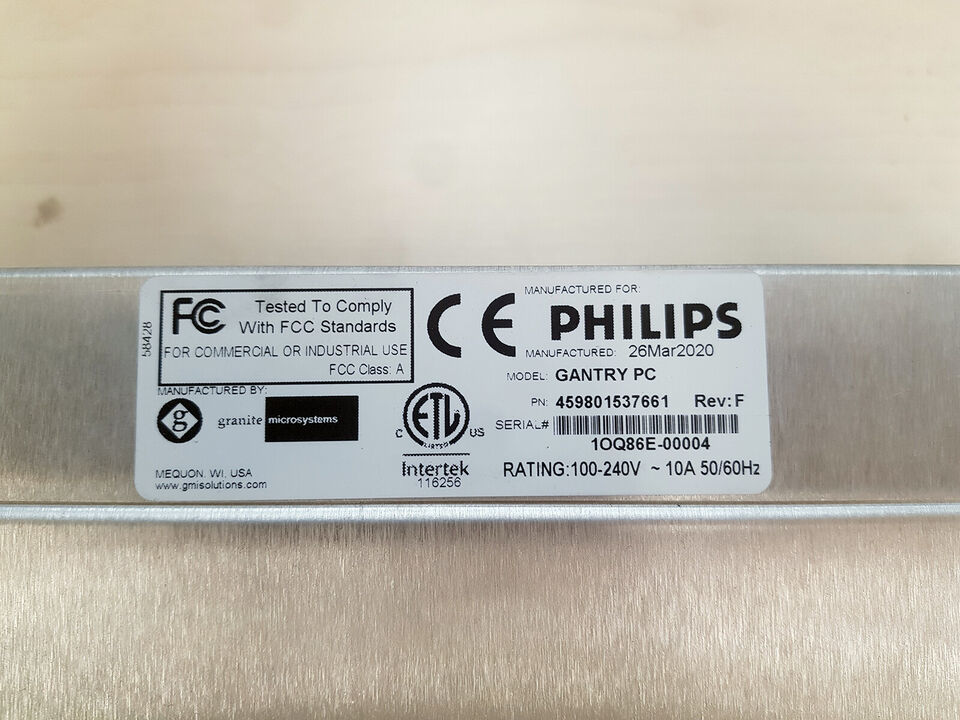 58428
FC Tested To Comply
With FCC Standards
FOR COMMERCIAL OR INDUSTRIAL USE
FCC Class: A
MANUFACTURED BY:
g granite microsystems
MEQUON, WI, USA
www.gmisolutions.com
CE
C ETL US
LISTED
Intertek
116256
MANUFACTURED FOR:
PHILIPS
MANUFACTURED: 26Mar2020
MODEL: GANTRY PC
PN: 459801537661 Rev: F
SERIAL#
1OQ86E-00004
RATING:100-240V ~ 10A 50/60Hz